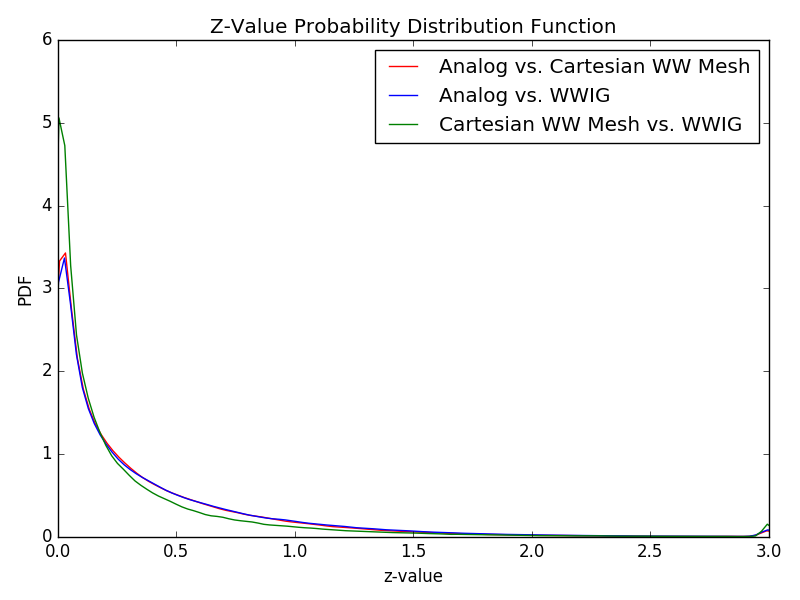 Z-Value Probability Distribution Function
6
5
4
3
2
1
0
PDF
Analog vs. Cartesian WW Mesh
Analog vs. WWIG
Cartesian WW Mesh vs. WWIG
0.0 0.5 1.0 1.5 2.0 2.5 3.0
z-value